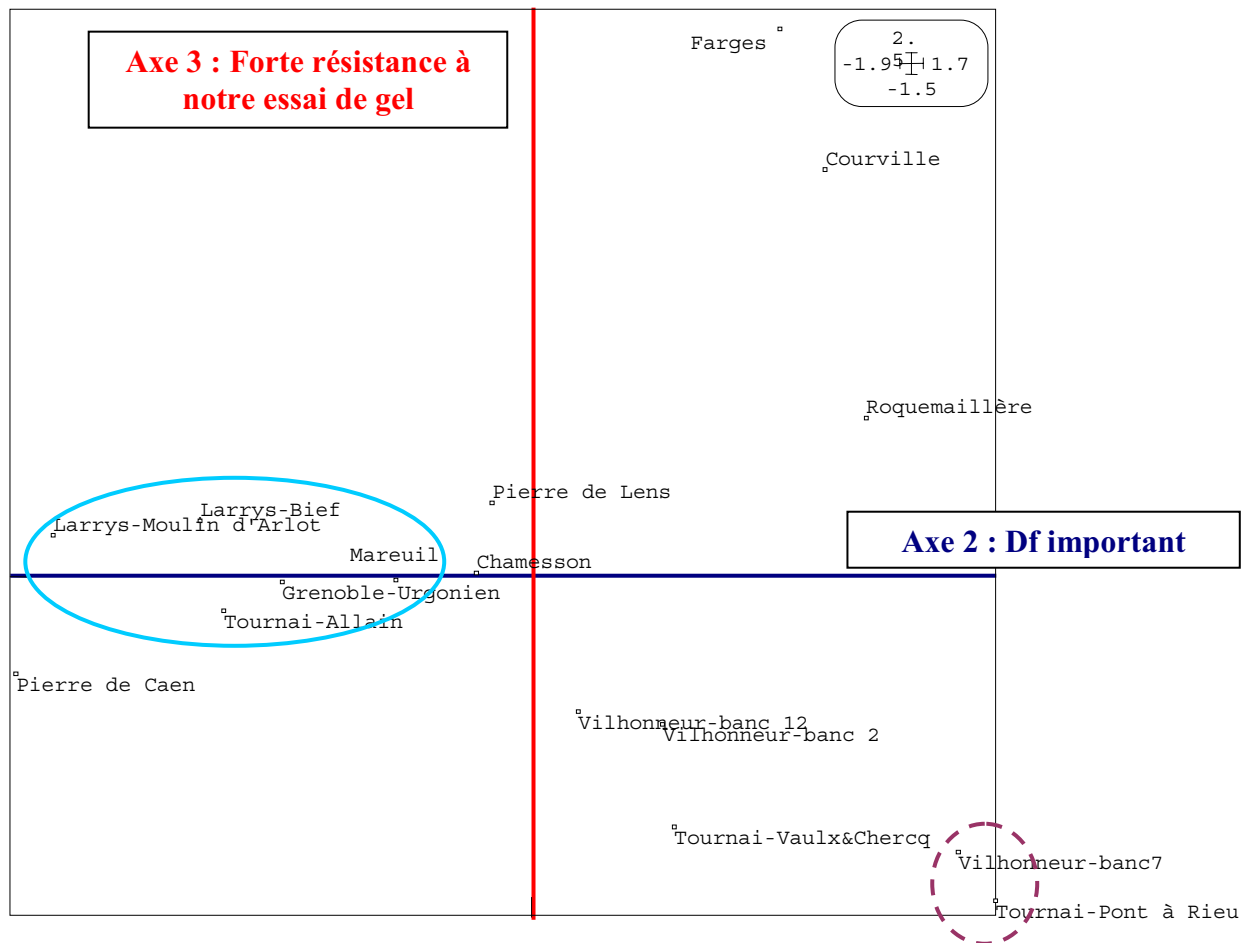 Farges
2.
5
-1.9 1.7
-1.5
Axe 3 : Forte résistance à
notre essai de gel
Courville
Roquemaillère
Pierre de Lens
Larrys-Bief
Larrys-Moulin d'Arlot
Axe 2 : Df important
Mareuil
Chamesson
Grenoble-Urgonien
Tournai-Allain
Pierre de Caen
Vilhonneur-banc 12
Vilhonneur-banc 2
Tournai-Vaulx&Chercq
Vilhonneur-banc7
Tournai-Pont à Rieu